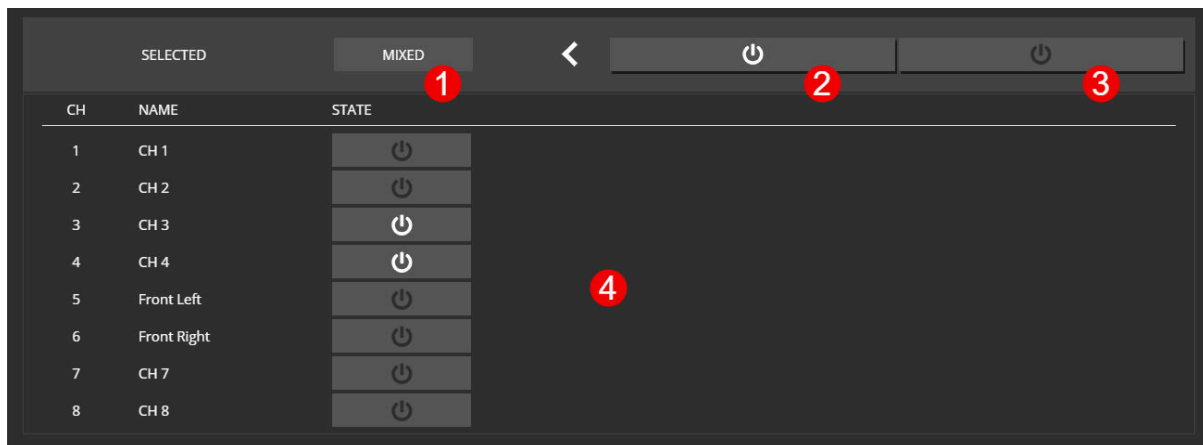 SELECTED MIXED
1 2 3
CH NAME STATE
1 CH 1
2 CH 2
3 CH 3
4 CH 4
4
5 Front Left
6 Front Right
7 CH 7
8 CH 8